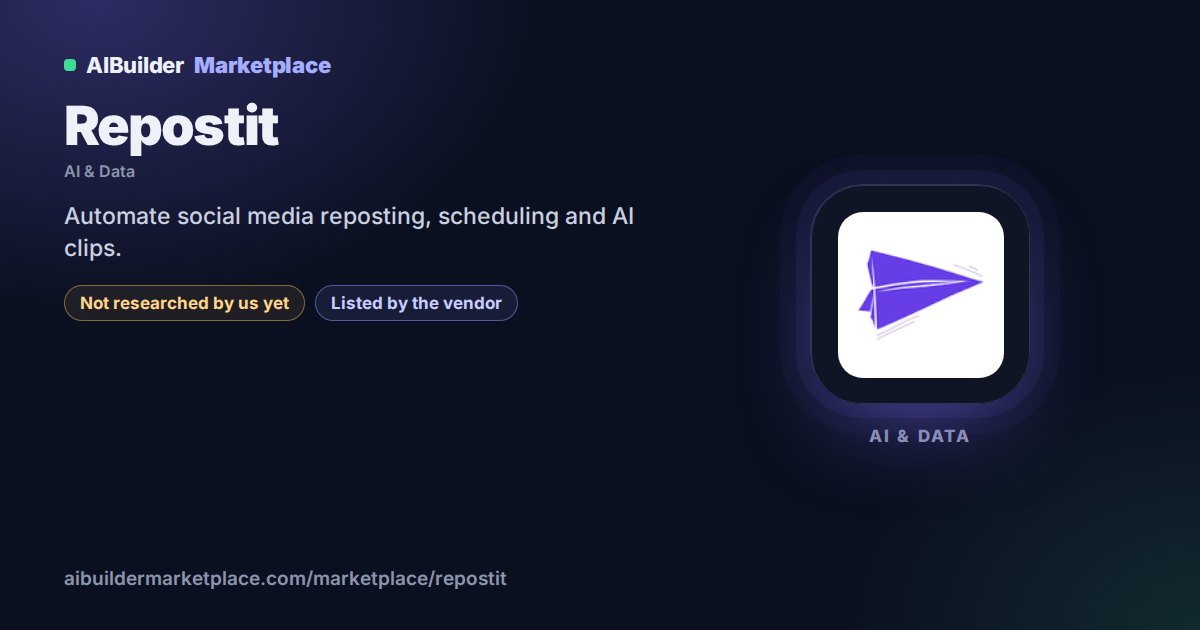 AIBuilder Marketplace
Repostit
AI & Data
Automate social media reposting, scheduling and AI
clips.
Not researched by us yet
Listed by the vendor
AI & DATA
aibuildermarketplace.com/marketplace/repostit